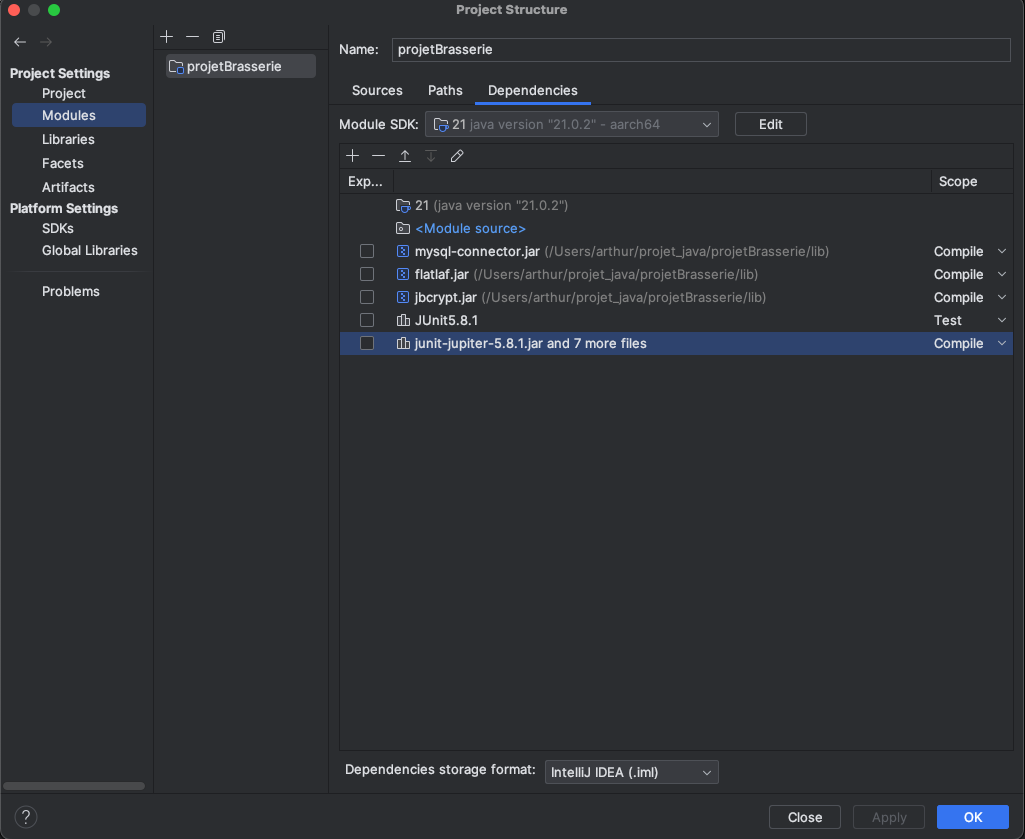 Project Structure
Project Settings
Project
Modules
Libraries
Facets
Artifacts
Platform Settings
SDKs
Global Libraries
Problems
projetBrasserie
Name: projetBrasserie
Sources Paths Dependencies
Module SDK: 21 java version "21.0.2" - aarch64 Edit
Exp... Scope
21 (java version "21.0.2")
<Module source>
mysql-connector.jar (/Users/arthur/projet_java/projetBrasserie/lib) Compile
flatlaf.jar (/Users/arthur/projet_java/projetBrasserie/lib) Compile
jbcrypt.jar (/Users/arthur/projet_java/projetBrasserie/lib) Compile
JUnit5.8.1 Test
junit-jupiter-5.8.1.jar and 7 more files Compile
Dependencies storage format: IntelliJ IDEA (.iml)
? Close Apply OK